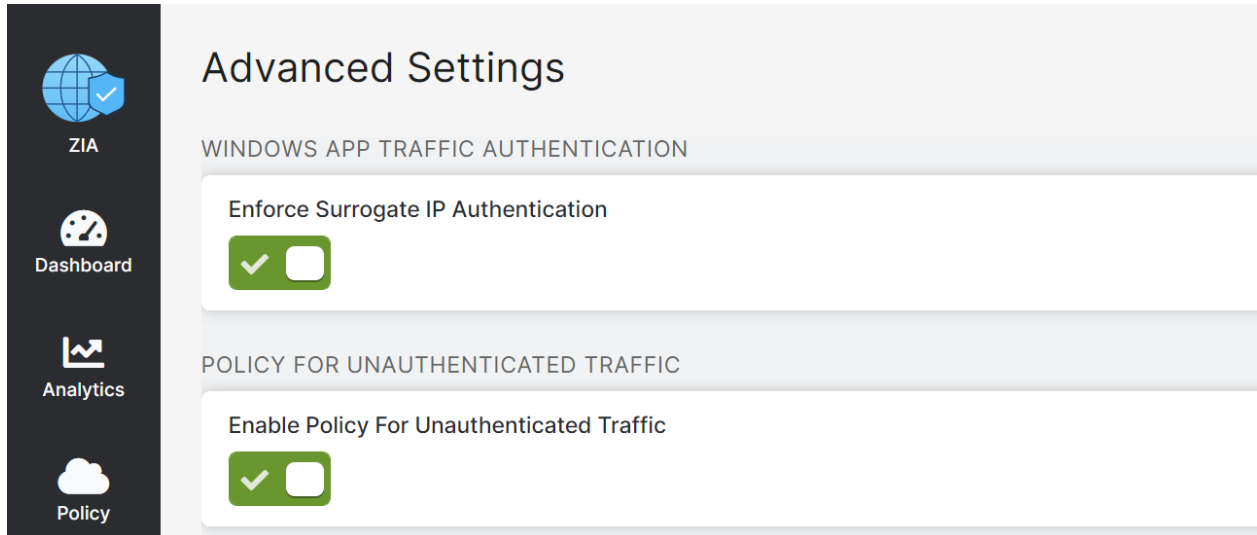 ZIA
Dashboard
Analytics
Policy
Advanced Settings
WINDOWS APP TRAFFIC AUTHENTICATION
Enforce Surrogate IP Authentication
POLICY FOR UNAUTHENTICATED TRAFFIC
Enable Policy For Unauthenticated Traffic